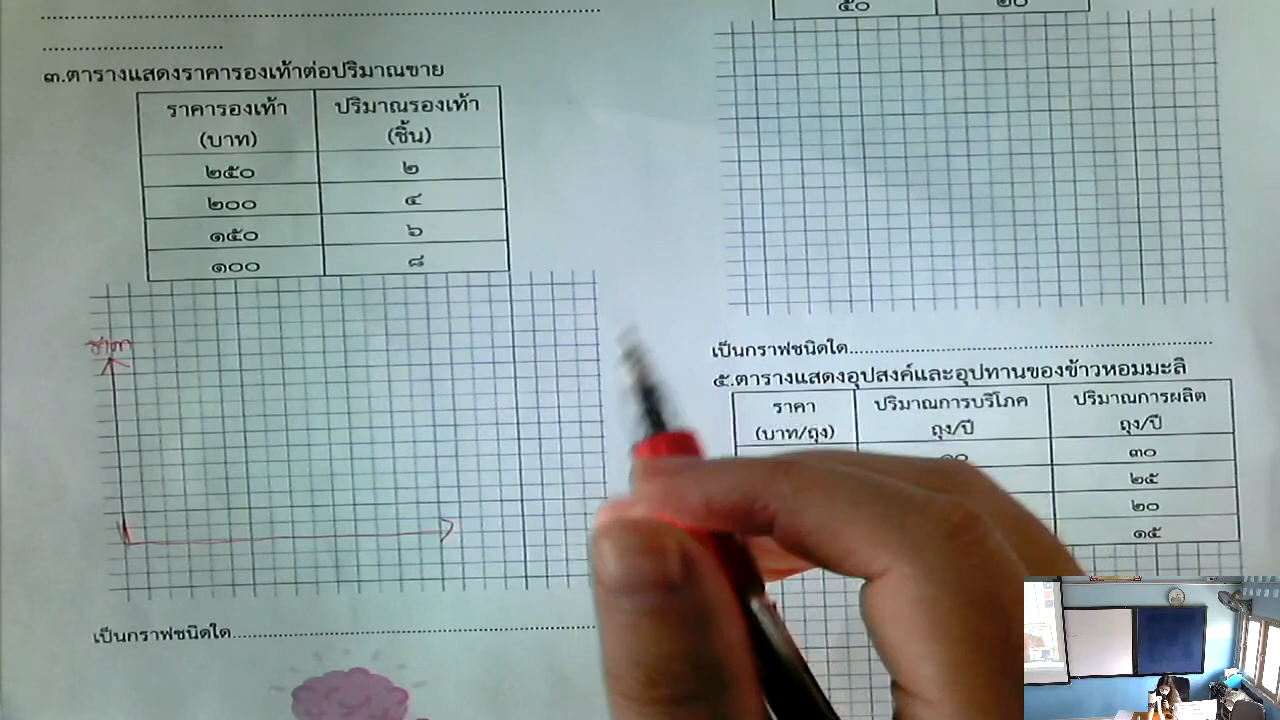 ๓.ตารางแสดงราคารองเท้าต่อปริมาณขาย
ราคารองเท้า (บาท) ปริมาณรองเท้า (ชิ้น)
๒๕๐ ๒
๒๐๐ ๔
๑๕๐ ๖
๑๐๐ ๘
ราคา
เป็นกราฟชนิดใด
๕๐ ๒๐
เป็นกราฟชนิดใด
๕.ตารางแสดงอุปสงค์และอุปทานของข้าวหอมมะลิ
ราคา (บาท/ถุง) ปริมาณการบริโภค ถุง/ปี ปริมาณการผลิต ถุง/ปี
๓๐
๒๕
๒๐
๑๕